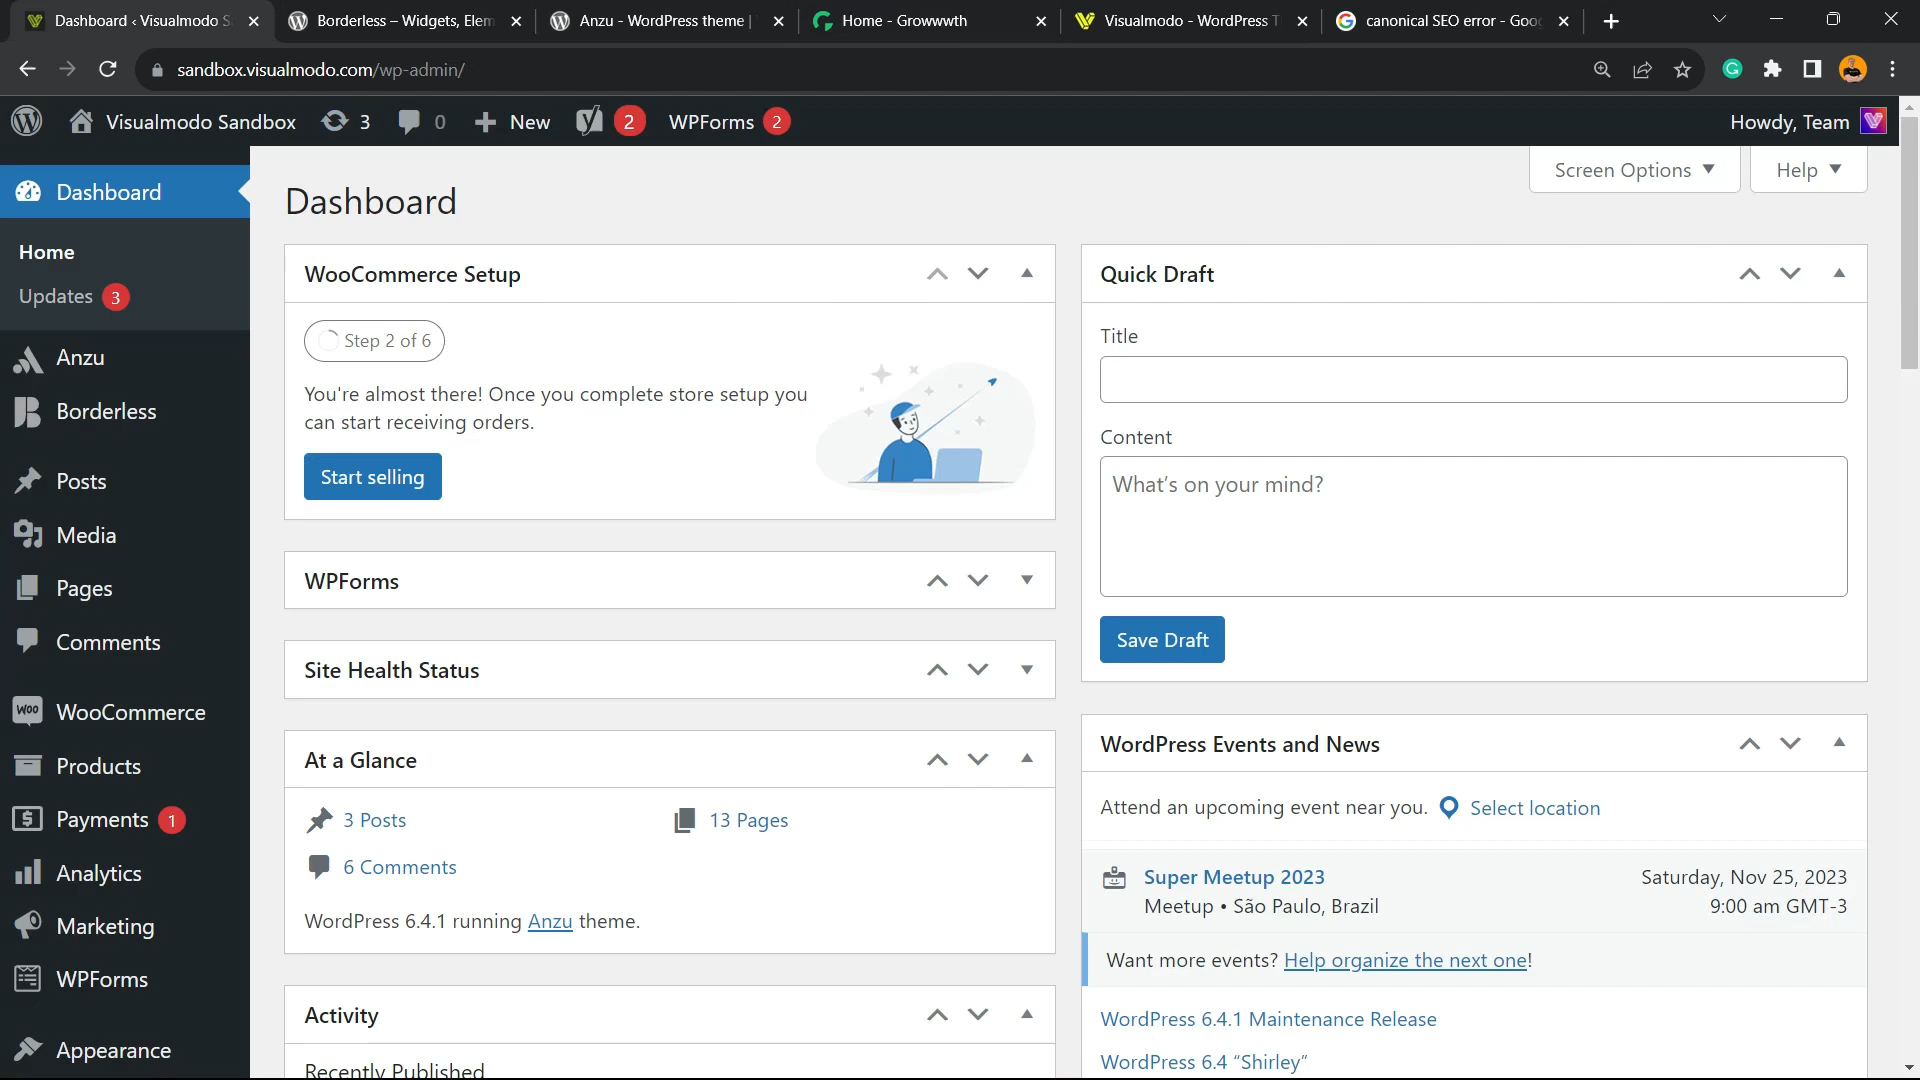 Dashboard ‹ Visualmodo S
Borderless – Widgets, Elem
Anzu - WordPress theme |
Home - Growwwth
Visualmodo - WordPress T
canonical SEO error - Goo
sandbox.visualmodo.com/wp-admin/
Visualmodo Sandbox
3
0
New
2
WPForms 2
Howdy, Team
Dashboard
Home
Updates 3
Anzu
Borderless
Posts
Media
Pages
Comments
WOO
WooCommerce
Products
Payments 1
Analytics
Marketing
WPForms
Appearance
Screen Options
Help
Dashboard
WooCommerce Setup
Step 2 of 6
You're almost there! Once you complete store setup you
can start receiving orders.
Start selling
WPForms
Site Health Status
At a Glance
3 Posts
13 Pages
6 Comments
WordPress 6.4.1 running Anzu theme.
Activity
Recently Published
Quick Draft
Title
Content
What's on your mind?
Save Draft
WordPress Events and News
Attend an upcoming event near you.
Select location
Super Meetup 2023
Saturday, Nov 25, 2023
Meetup • São Paulo, Brazil
9:00 am GMT-3
Want more events? Help organize the next one!
WordPress 6.4.1 Maintenance Release
WordPress 6.4 “Shirley”